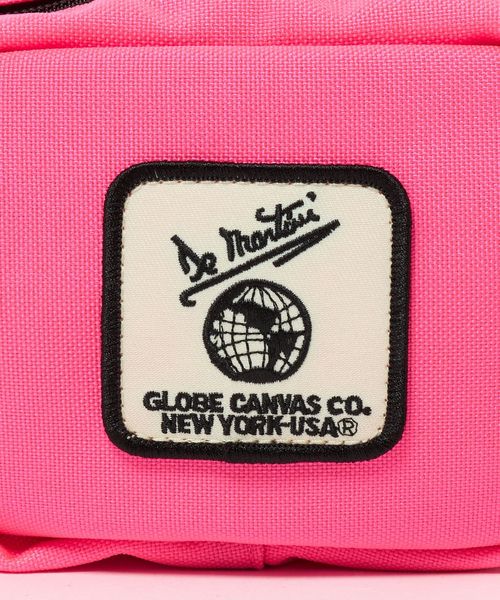 De Martini
GLOBE CANVAS CO.
NEW YORK-USA®